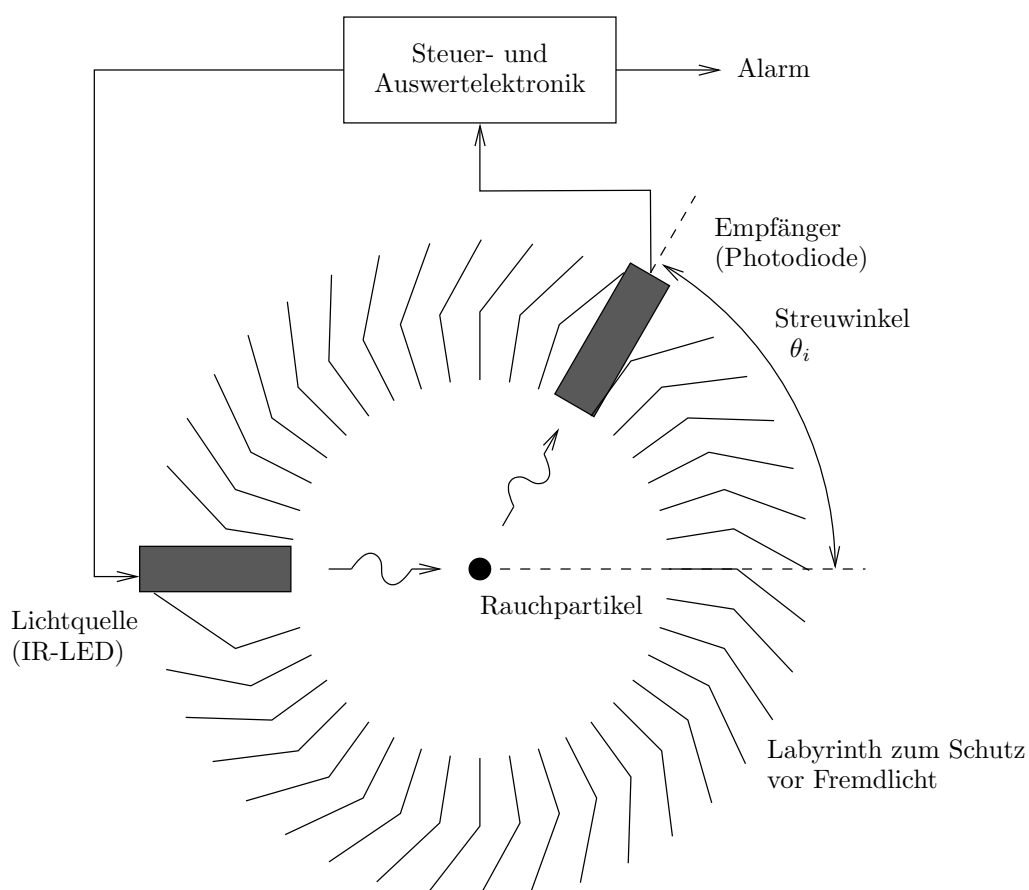 Steuer- und
Auswertelektronik
Alarm
Empfänger
(Photodiode)
Streuwinkel
θi
Rauchpartikel
Lichtquelle
(IR-LED)
Labyrinth zum Schutz
vor Fremdlicht